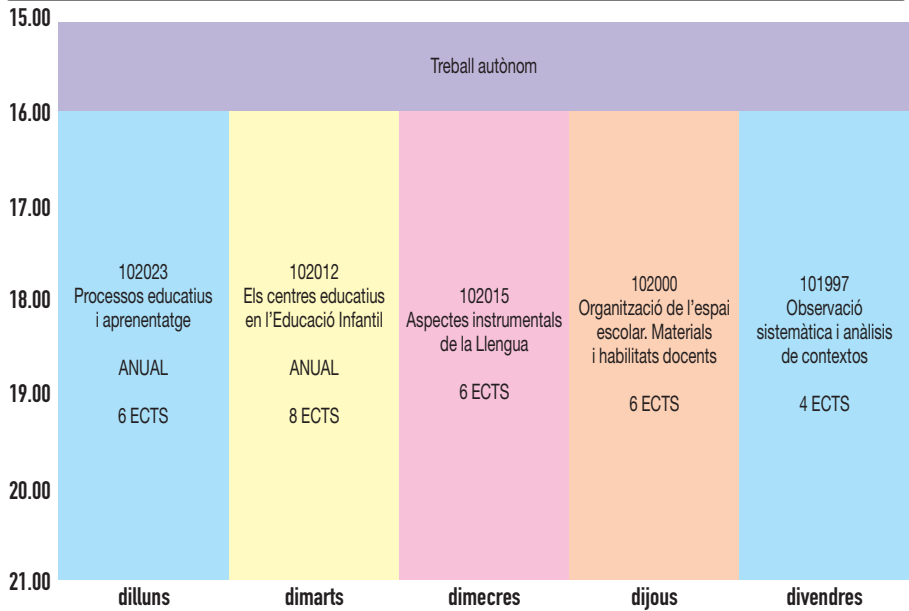 15.00
Treball autònom
16.00
17.00
18.00
19.00
20.00
21.00
102023
Processos educatius
i aprenentatge
ANUAL
6 ECTS
102012
Els centres educatius
en l'Educació Infantil
ANUAL
8 ECTS
102015
Aspectes instrumentals
de la Llengua
6 ECTS
102000
Organització de l'espai
escolar. Materials
i habilitats docents
6 ECTS
101997
Observació
sistemàtica i anàlisis
de contextos
4 ECTS
dilluns
dimarts
dimecres
dijous
divendres